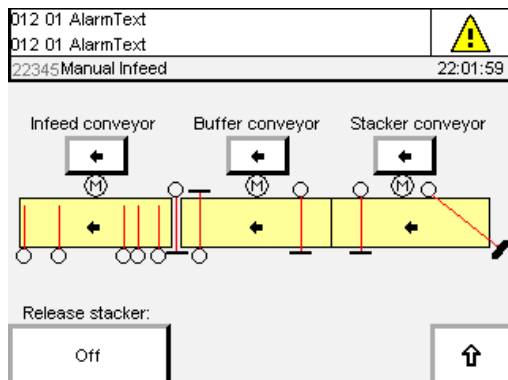 012 01 AlarmText
012 01 AlarmText
22345 Manual Infeed 22:01:59
Infeed conveyor Buffer conveyor Stacker conveyor
M M M
Release stacker:
Off